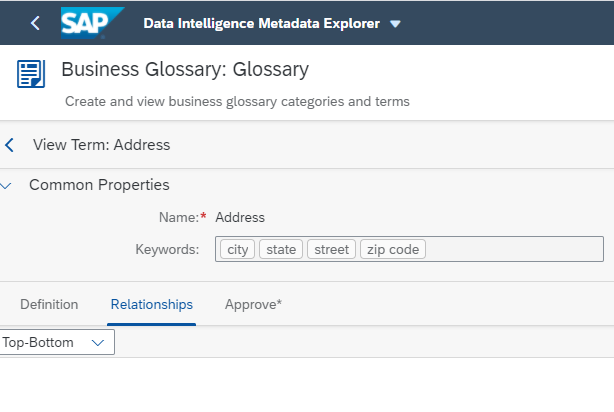 SAP Data Intelligence Metadata Explorer
Business Glossary: Glossary
Create and view business glossary categories and terms
View Term: Address
Common Properties
Name:* Address
Keywords: city state street zip code
Definition Relationships Approve*
Top-Bottom